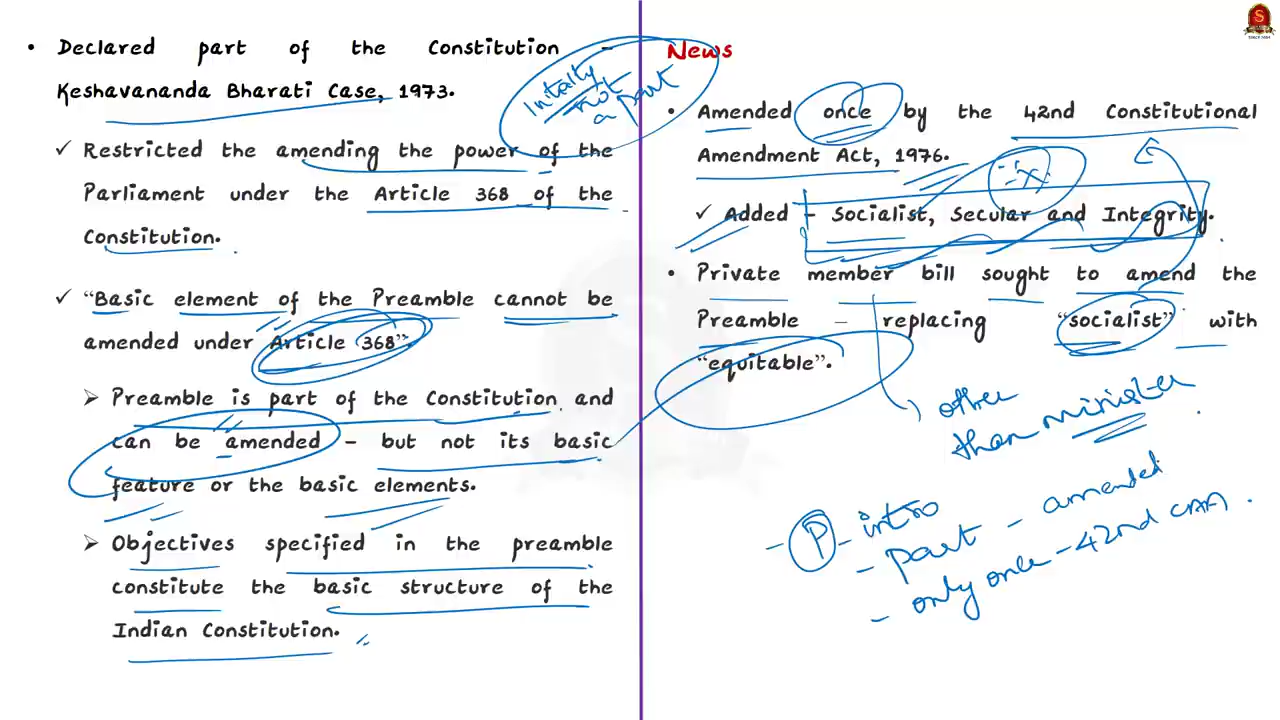 • Declared part of the Constitution –
Keshavananda Bharati Case, 1973.
Initially
not
a part
✓ Restricted the amending the power of the
Parliament under the Article 368 of the
Constitution.
✓ “Basic element of the Preamble cannot be
amended under Article 368”.
➢ Preamble is part of the Constitution and
can be amended – but not its basic
feature or the basic elements.
➢ Objectives specified in the preamble
constitute the basic structure of the
Indian Constitution.
News
• Amended once by the 42nd Constitutional
Amendment Act, 1976.
✓ Added – Socialist, Secular and Integrity.
• Private member bill sought to amend the
Preamble – replacing “socialist” with
“equitable”.
other
than minister
- P - intro
- part - amended
- only once - 42nd CAA.